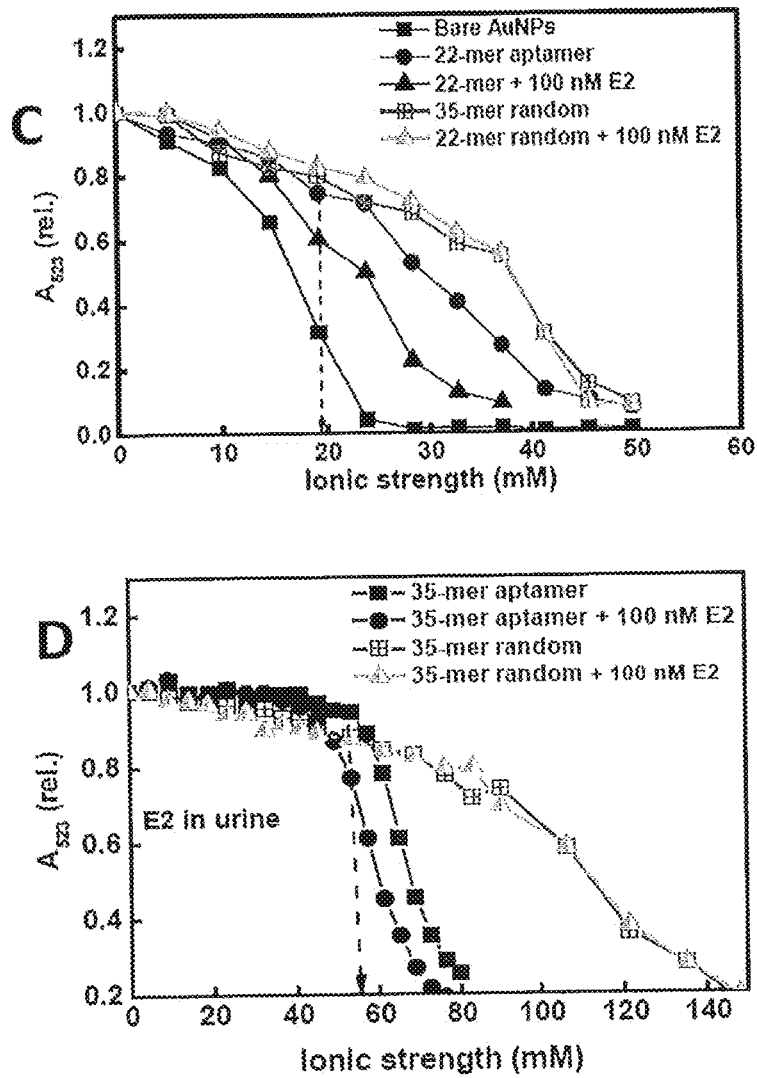 C
1.2
1.0
0.8
0.6
0.4
0.2
0.0
A523 (rel.)
Bare AuNPs
22-mer aptamer
22-mer + 100 nM E2
35-mer random
22-mer random + 100 nM E2
0 10 20 30 40 50 60
Ionic strength (mM)
D
1.2
1.0
0.8
0.6
0.4
0.2
A523 (rel.)
35-mer aptamer
35-mer aptamer + 100 nM E2
35-mer random
35-mer random + 100 nM E2
E2 in urine
0 20 40 60 80 100 120 140
Ionic strength (mM)